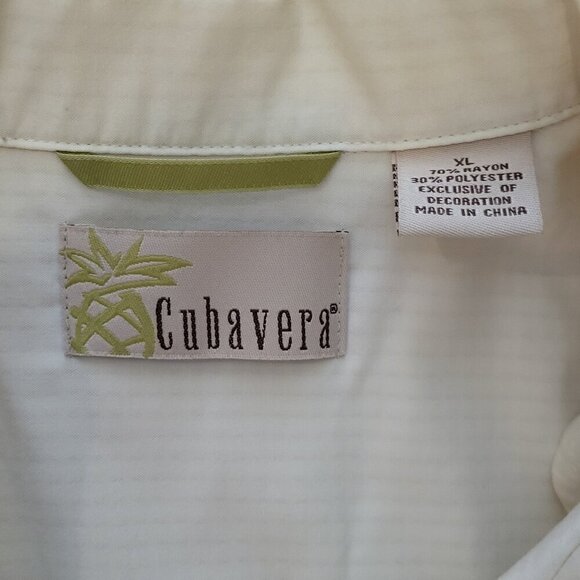 Cubavera®
XL
70% RAYON
30% POLYESTER
EXCLUSIVE OF
DECORATION
MADE IN CHINA